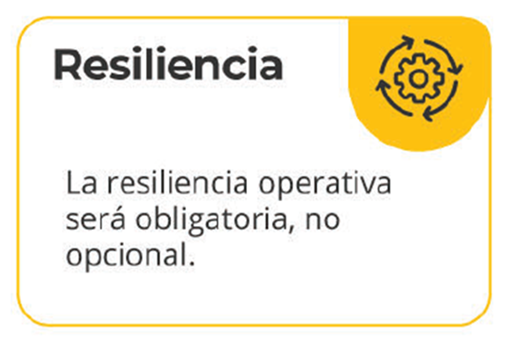 Resiliencia
La resiliencia operativa
será obligatoria, no
opcional.